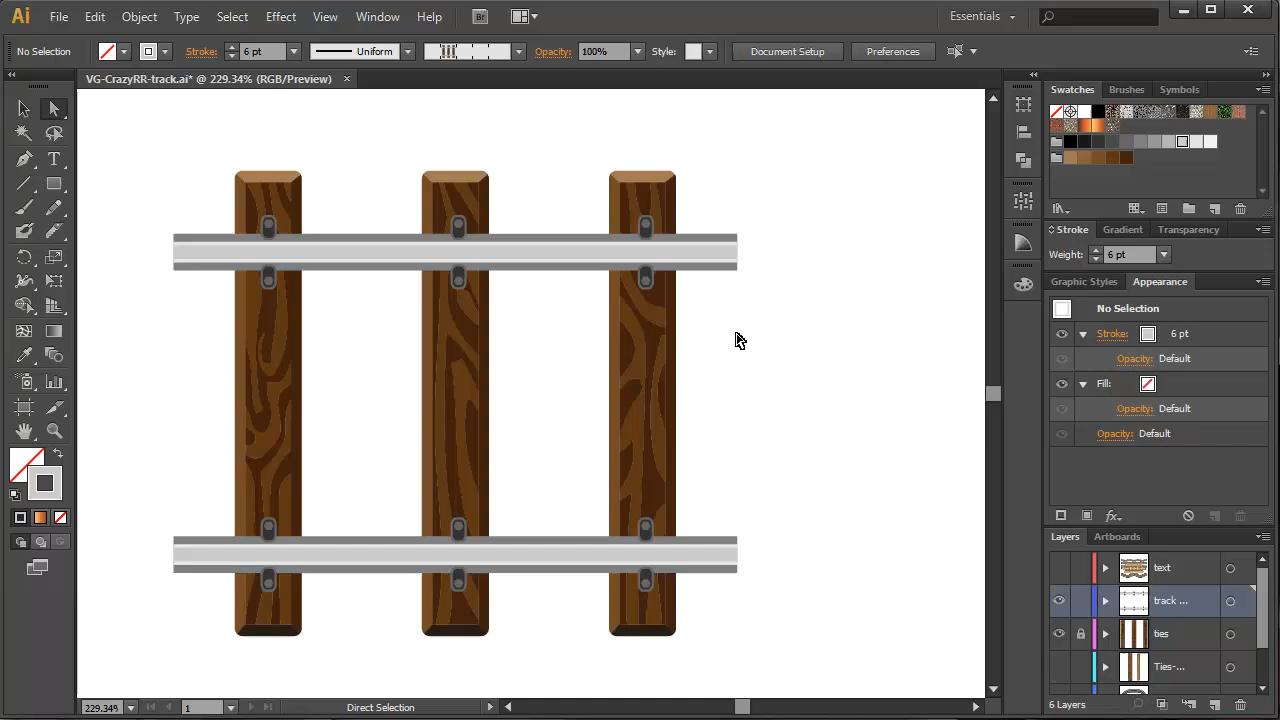 Ai File Edit Object Type Select Effect View Window Help Br Essentials
No Selection Stroke: 6 pt Uniform Opacity: 100% Style: Document Setup Preferences
VG-CrazyRR-track.ai* @ 229.34% (RGB/Preview)
Swatches Brushes Symbols
Stroke Gradient Transparency
Weight: 6 pt
Graphic Styles Appearance
No Selection
Stroke: 6 pt
Opacity: Default
Fill:
Opacity: Default
Opacity: Default
fx
Layers Artboards
text
track ...
ties
Ties-...
6 Layers
229.34% 1 Direct Selection